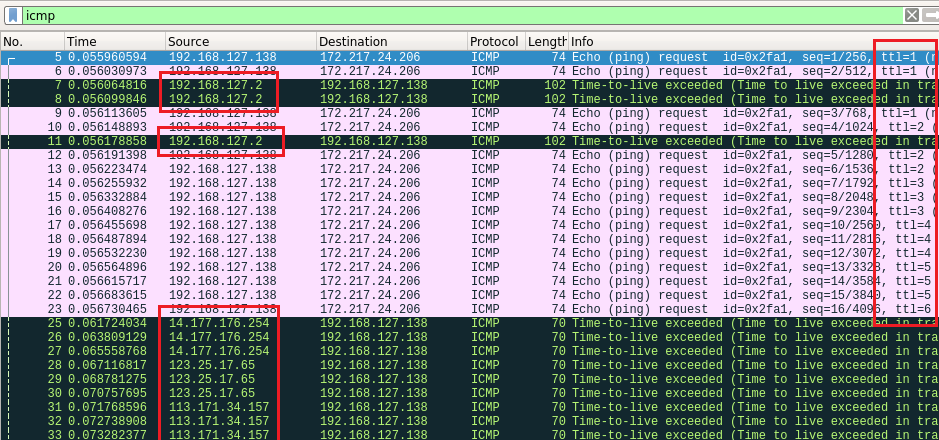 icmp
No. Time Source Destination Protocol Length Info
5 0.055960594 192.168.127.138 172.217.24.206 ICMP 74 Echo (ping) request id=0x2fa1, seq=1/256, ttl=1 (n
6 0.056030973 192.168.127.138 172.217.24.206 ICMP 74 Echo (ping) request id=0x2fa1, seq=2/512, ttl=1 (n
7 0.056064816 192.168.127.2 192.168.127.138 ICMP 102 Time-to-live exceeded (Time to live exceeded in tra
8 0.056099846 192.168.127.2 192.168.127.138 ICMP 102 Time-to-live exceeded (Time to live exceeded in tra
9 0.056113605 192.168.127.138 172.217.24.206 ICMP 74 Echo (ping) request id=0x2fa1, seq=3/768, ttl=1 (n
10 0.056148893 192.168.127.138 172.217.24.206 ICMP 74 Echo (ping) request id=0x2fa1, seq=4/1024, ttl=2 (
11 0.056178858 192.168.127.2 192.168.127.138 ICMP 102 Time-to-live exceeded (Time to live exceeded in tra
12 0.056191398 192.168.127.138 172.217.24.206 ICMP 74 Echo (ping) request id=0x2fa1, seq=5/1280, ttl=2 (
13 0.056223474 192.168.127.138 172.217.24.206 ICMP 74 Echo (ping) request id=0x2fa1, seq=6/1536, ttl=2 (
14 0.056255932 192.168.127.138 172.217.24.206 ICMP 74 Echo (ping) request id=0x2fa1, seq=7/1792, ttl=3 (
15 0.056332884 192.168.127.138 172.217.24.206 ICMP 74 Echo (ping) request id=0x2fa1, seq=8/2048, ttl=3 (
16 0.056408276 192.168.127.138 172.217.24.206 ICMP 74 Echo (ping) request id=0x2fa1, seq=9/2304, ttl=3 (
17 0.056455698 192.168.127.138 172.217.24.206 ICMP 74 Echo (ping) request id=0x2fa1, seq=10/2560, ttl=4
18 0.056487894 192.168.127.138 172.217.24.206 ICMP 74 Echo (ping) request id=0x2fa1, seq=11/2816, ttl=4
19 0.056532230 192.168.127.138 172.217.24.206 ICMP 74 Echo (ping) request id=0x2fa1, seq=12/3072, ttl=4
20 0.056564896 192.168.127.138 172.217.24.206 ICMP 74 Echo (ping) request id=0x2fa1, seq=13/3328, ttl=5
21 0.056615717 192.168.127.138 172.217.24.206 ICMP 74 Echo (ping) request id=0x2fa1, seq=14/3584, ttl=5
22 0.056683615 192.168.127.138 172.217.24.206 ICMP 74 Echo (ping) request id=0x2fa1, seq=15/3840, ttl=5
23 0.056730465 192.168.127.138 172.217.24.206 ICMP 74 Echo (ping) request id=0x2fa1, seq=16/4096, ttl=6
25 0.061724034 14.177.176.254 192.168.127.138 ICMP 70 Time-to-live exceeded (Time to live exceeded in tra
26 0.063809129 14.177.176.254 192.168.127.138 ICMP 70 Time-to-live exceeded (Time to live exceeded in tra
27 0.065558768 14.177.176.254 192.168.127.138 ICMP 70 Time-to-live exceeded (Time to live exceeded in tra
28 0.067116817 123.25.17.65 192.168.127.138 ICMP 70 Time-to-live exceeded (Time to live exceeded in tra
29 0.068781275 123.25.17.65 192.168.127.138 ICMP 70 Time-to-live exceeded (Time to live exceeded in tra
30 0.070757695 123.25.17.65 192.168.127.138 ICMP 70 Time-to-live exceeded (Time to live exceeded in tra
31 0.071768596 113.171.34.157 192.168.127.138 ICMP 70 Time-to-live exceeded (Time to live exceeded in tra
32 0.072738908 113.171.34.157 192.168.127.138 ICMP 70 Time-to-live exceeded (Time to live exceeded in tra
33 0.073282377 113.171.34.157 192.168.127.138 ICMP 70 Time-to-live exceeded (Time to live exceeded in tra